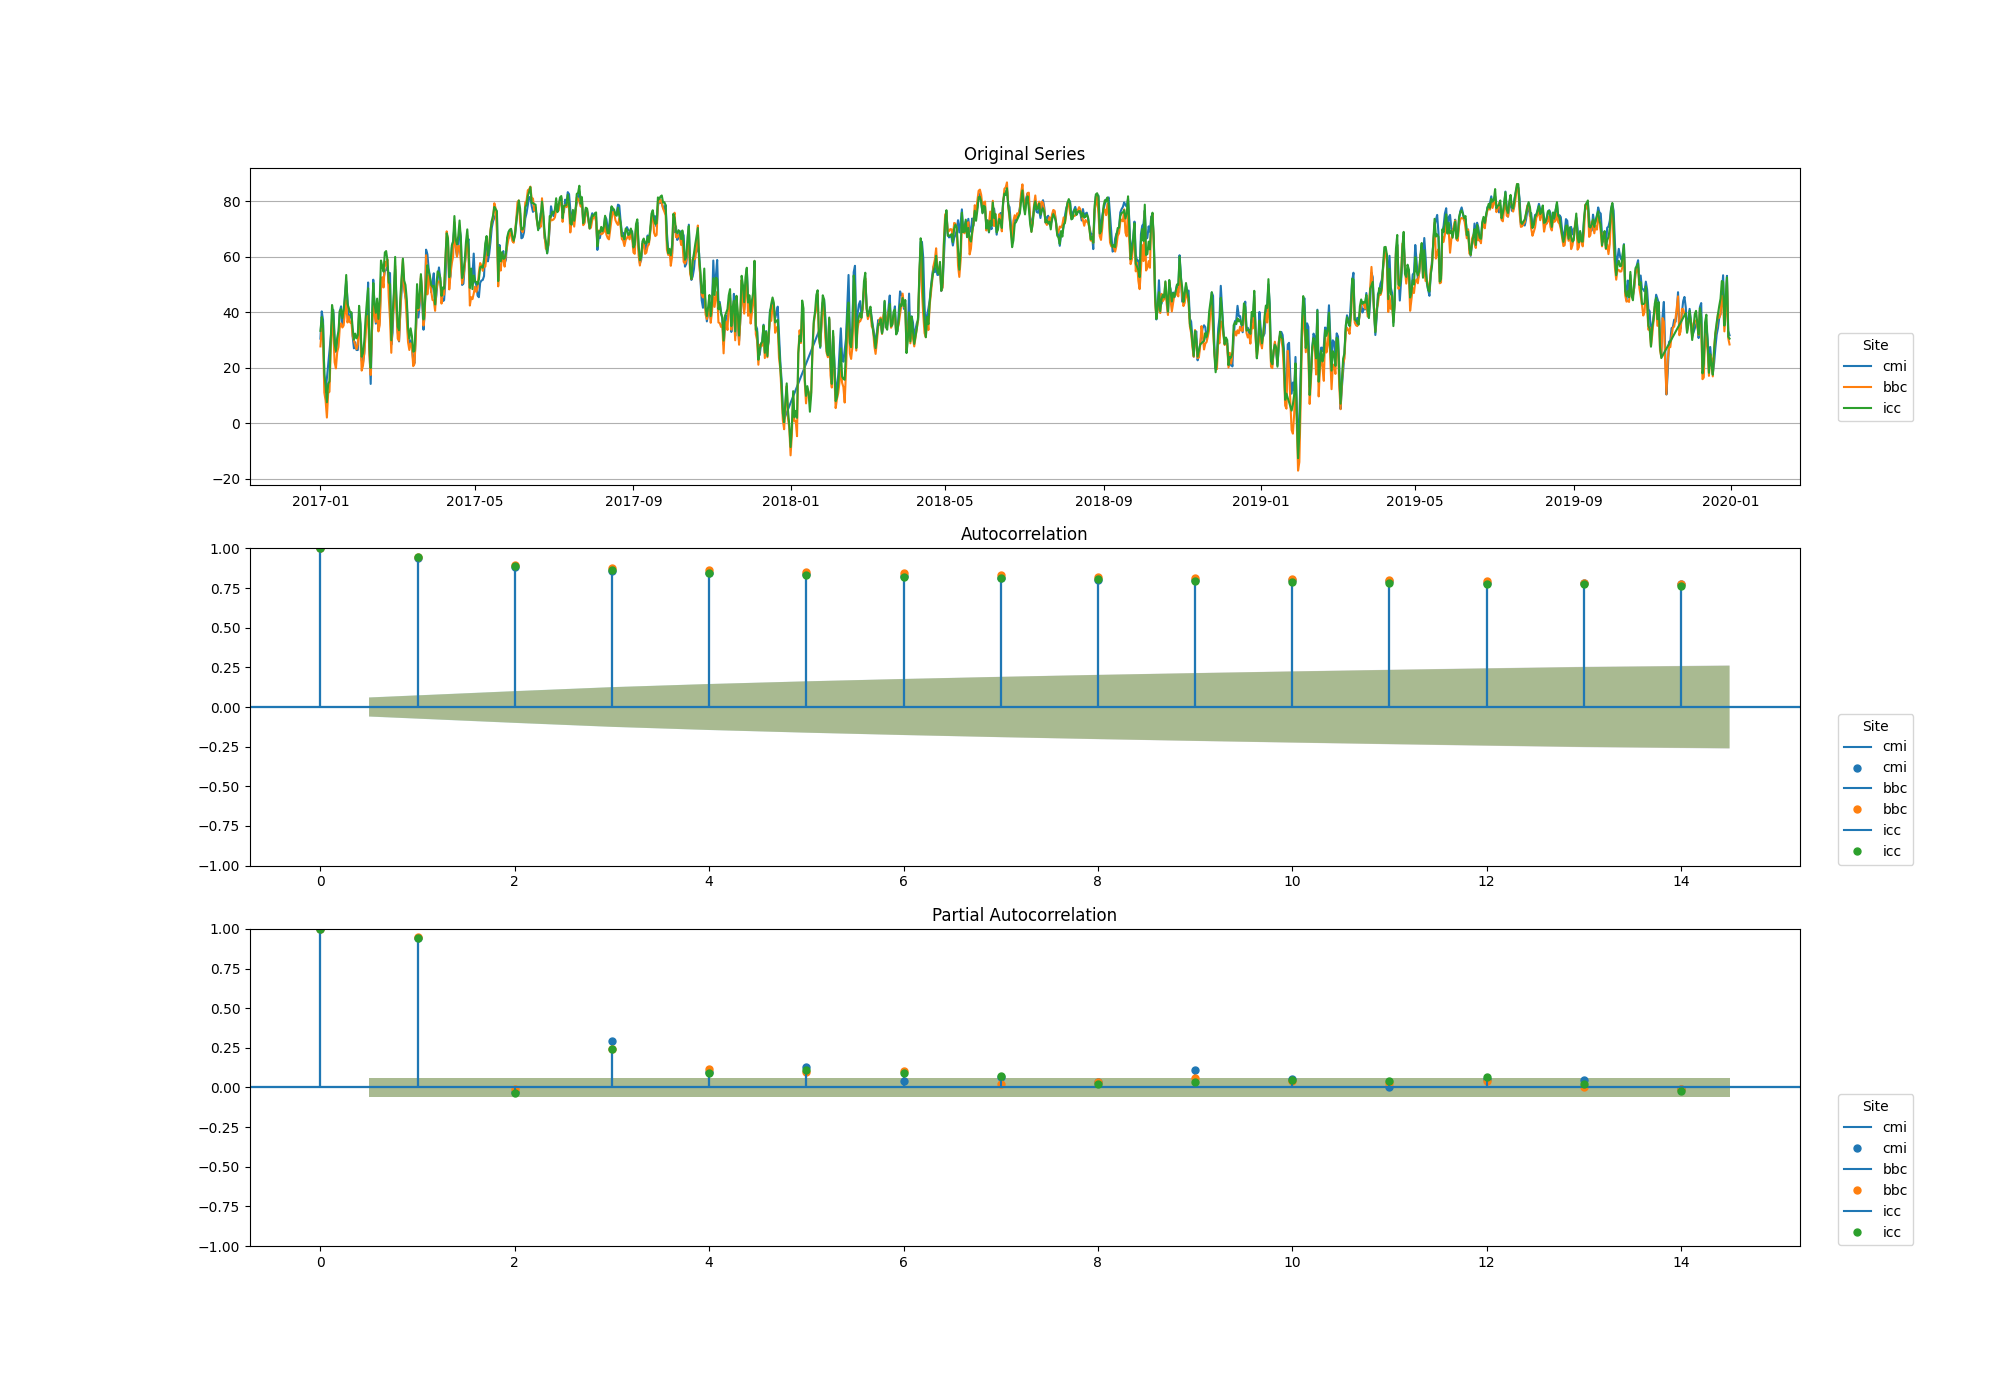 Original Series
80
60
40
20
0
−20
2017-01 2017-05 2017-09 2018-01 2018-05 2018-09 2019-01 2019-05 2019-09 2020-01
Site
cmi
bbc
icc
Autocorrelation
1.00
0.75
0.50
0.25
0.00
−0.25
−0.50
−0.75
−1.00
0 2 4 6 8 10 12 14
Site
cmi
cmi
bbc
bbc
icc
icc
Partial Autocorrelation
1.00
0.75
0.50
0.25
0.00
−0.25
−0.50
−0.75
−1.00
0 2 4 6 8 10 12 14
Site
cmi
cmi
bbc
bbc
icc
icc